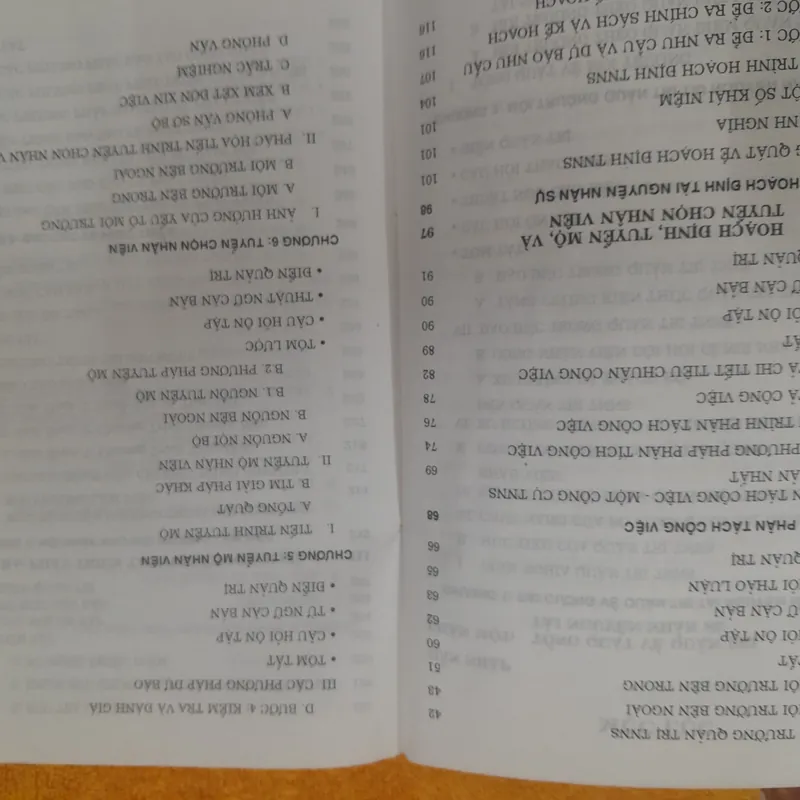 TRƯỜNG QUẢN TRỊ TNNS
ÔI TRƯỜNG BÊN NGOÀI 42
ÔI TRƯỜNG BÊN TRONG 43
TẮT 51
ỎI ÔN TẬP 60
Ữ CĂN BẢN 62
ỎI THẢO LUẬN 63
QUẢN TRỊ 65
66
PHÂN TÁCH CÔNG VIỆC 68
N TÁCH CÔNG VIỆC - MỘT CÔNG CỤ TNNS
ẢN NHẤT 69
PHƯƠNG PHÁP PHÂN TÍCH CÔNG VIỆC 74
TRÌNH PHÂN TÁCH CÔNG VIỆC 76
TẢ CÔNG VIỆC 78
TẢ CHI TIẾT TIÊU CHUẨN CÔNG VIỆC 82
TẮT 89
ỎI ÔN TẬP 90
Ữ CĂN BẢN 90
QUẢN TRỊ 91
HOẠCH ĐỊNH, TUYỂN MỘ, VÀ 97
TUYỂN CHỌN NHÂN VIÊN
HOẠCH ĐỊNH TÀI NGUYÊN NHÂN SỰ 98
G QUÁT VỀ HOẠCH ĐỊNH TNNS 101
NH NGHĨA 101
ỘT SỐ KHÁI NIỆM 101
TRÌNH HOẠCH ĐỊNH TNNS 104
ỚC 1: ĐỀ RA NHU CẦU VÀ DỰ BÁO NHU CẦU 107
ỚC 2: ĐỀ RA CHÍNH SÁCH VÀ KẾ HOẠCH 116
116
D. BƯỚC 4: KIỂM TRA VÀ ĐÁNH GIÁ
III. CÁC PHƯƠNG PHÁP DỰ BÁO
• TÓM TẮT
• CÂU HỎI ÔN TẬP
• TỪ NGỮ CĂN BẢN
• ĐIỂN QUẢN TRỊ
CHƯƠNG 5: TUYỂN MỘ NHÂN VIÊN
I. TIẾN TRÌNH TUYỂN MỘ
A. TỔNG QUÁT
B. TÌM GIẢI PHÁP KHÁC
II. TUYỂN MỘ NHÂN VIÊN
A. NGUỒN NỘI BỘ
B. NGUỒN BÊN NGOÀI
B.1. NGUỒN TUYỂN MỘ
B.2. PHƯƠNG PHÁP TUYỂN MỘ
• TÓM LƯỢC
• CÂU HỎI ÔN TẬP
• THUẬT NGỮ CĂN BẢN
• ĐIỂN QUẢN TRỊ
CHƯƠNG 6: TUYỂN CHỌN NHÂN VIÊN
I. ẢNH HƯỞNG CỦA YẾU TỐ MÔI TRƯỜNG
A. MÔI TRƯỜNG BÊN TRONG
B. MÔI TRƯỜNG BÊN NGOÀI
II. PHÁC HỌA TIẾN TRÌNH TUYỂN CHỌN NHÂN V
A. PHỎNG VẤN SƠ BỘ
B. XEM XÉT ĐƠN XIN VIỆC
C. TRẮC NGHIỆM
D. PHỎNG VẤN